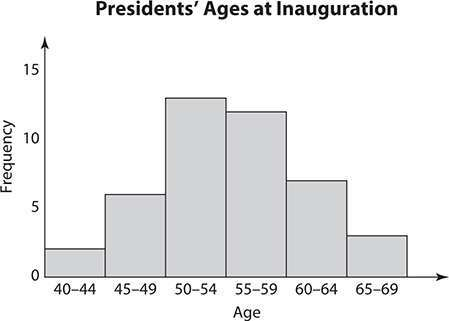 Presidents’ Ages at Inauguration
15
10
5
0
Frequency
40–44 45–49 50–54 55–59 60–64 65–69
Age